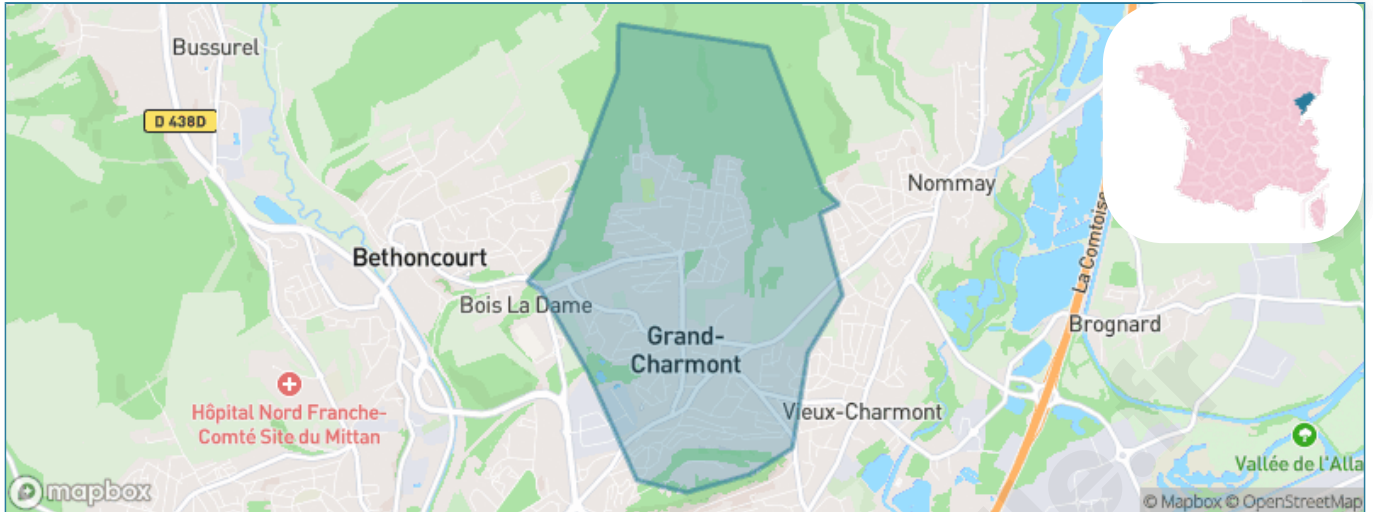 Bussurel
D 438D
Nommay
La Comtoise
Bethoncourt
Bois La Dame
Brognard
Grand-
Charmont
Hôpital Nord Franche-
Comté Site du Mittan
Vieux-Charmont
Vallée de l'Alla
mapbox
© Mapbox © OpenStreetMap